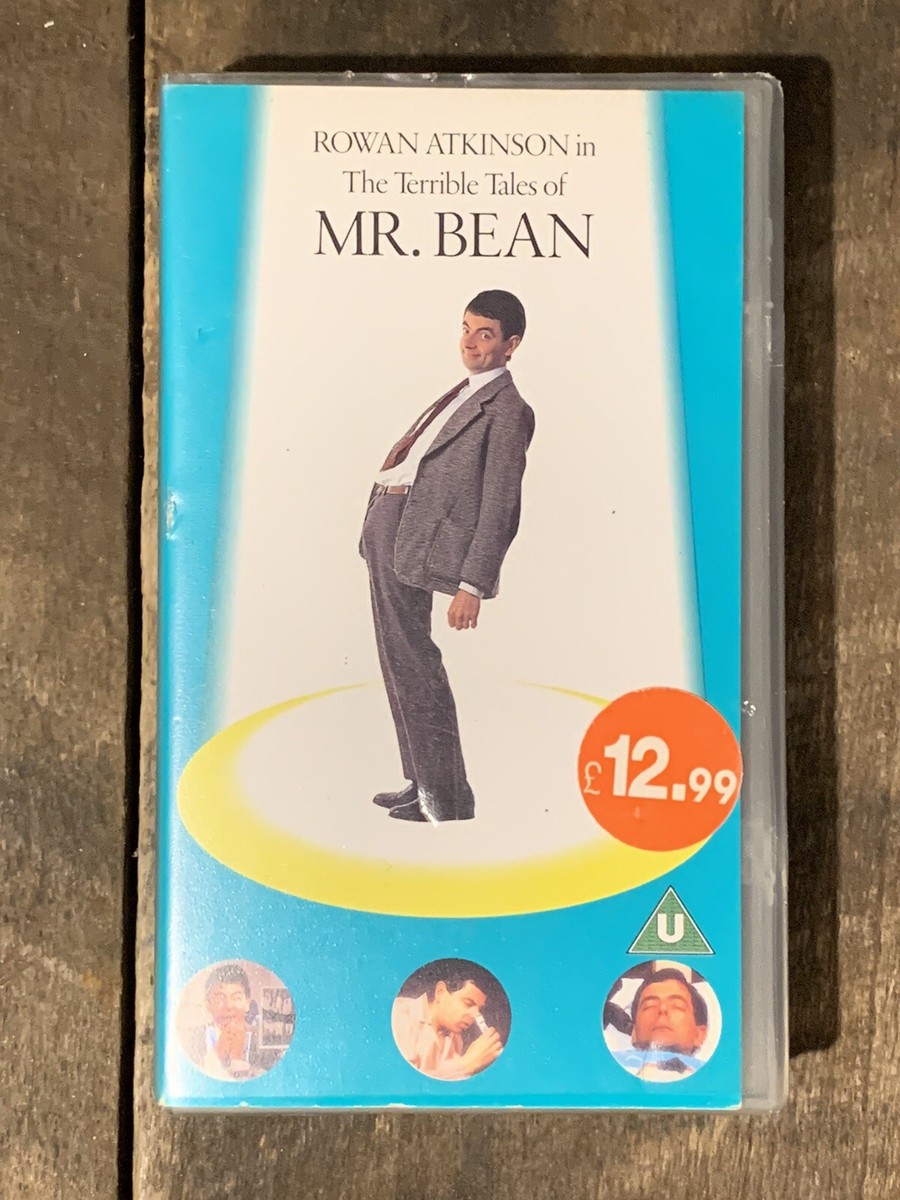 ROWAN ATKINSON in
The Terrible Tales of
MR. BEAN
£12.99
U